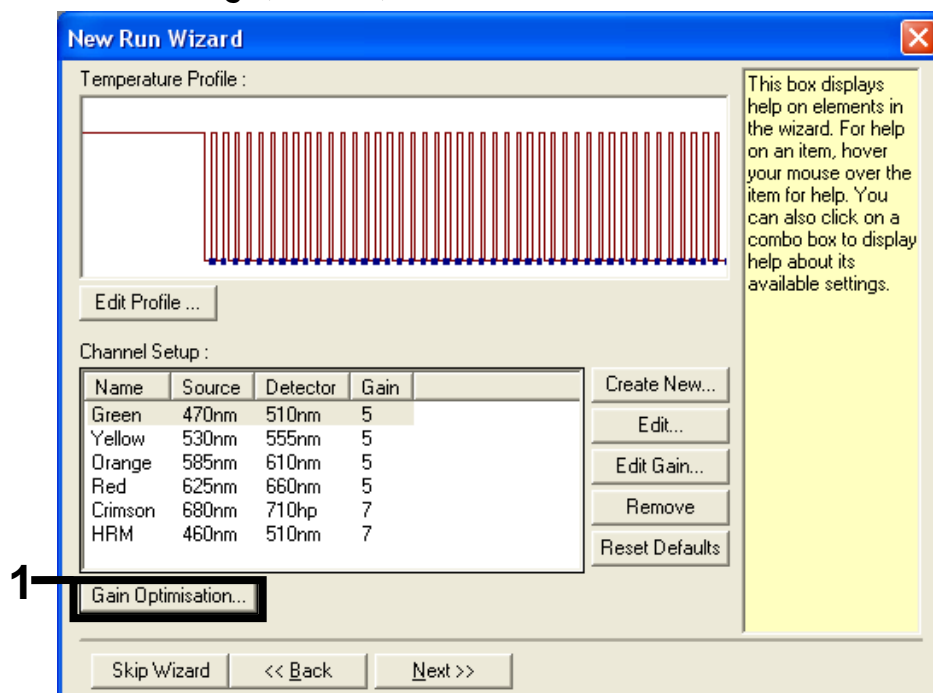 New Run Wizard
Temperature Profile :
This box displays
help on elements in
the wizard. For help
on an item, hover
your mouse over the
item for help. You
can also click on a
combo box to display
help about its
available settings.
Edit Profile ...
Channel Setup :
Name Source Detector Gain
Green 470nm 510nm 5
Yellow 530nm 555nm 5
Orange 585nm 610nm 5
Red 625nm 660nm 5
Crimson 680nm 710hp 7
HRM 460nm 510nm 7
Create New...
Edit...
Edit Gain...
Remove
Reset Defaults
1
Gain Optimisation...
Skip Wizard << Back Next >>